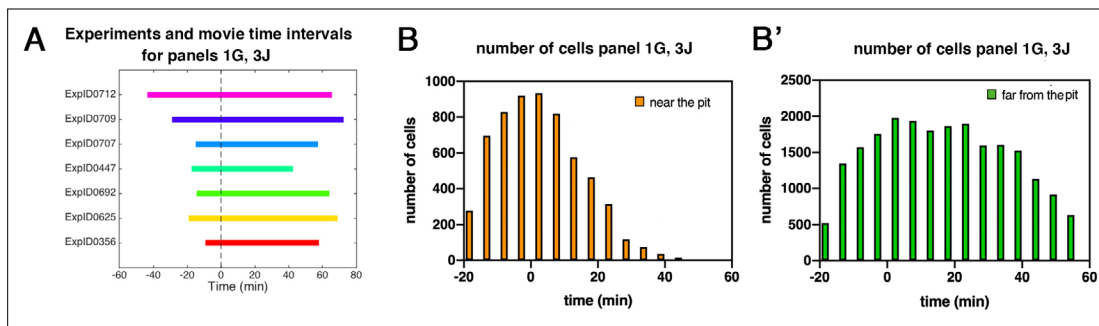 A
Experiments and movie time intervals
for panels 1G, 3J
ExpID0712
ExpID0709
ExpID0707
ExpID0447
ExpID0692
ExpID0625
ExpID0356
-60 -40 -20 0 20 40 60 80
Time (min)
B
number of cells panel 1G, 3J
1000
800
600
400
200
0
number of cells
near the pit
-20 0 20 40 60
time (min)
B'
number of cells panel 1G, 3J
2500
2000
1500
1000
500
0
number of cells
far from the pit
-20 0 20 40 60
time (min)